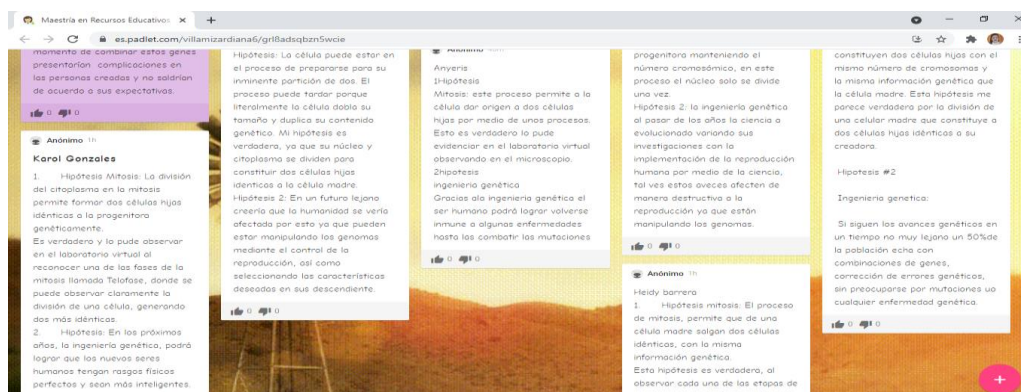 Maestría en Recursos Educativos
es.padlet.com/villamizardiana6/grl8adsqbzn5wcie
momento de combinar estos genes
presentarían complicaciones en
las personas creadas y no saldrían
de acuerdo a sus expectativas.
0 0
Anónimo 1h
Karol Gonzales
1. Hipótesis Mitosis: La división
del citoplasma en la mitosis
permite formar dos células hijas
idénticas a la progenitora
genéticamente.
Es verdadero y lo pude observar
en el laboratorio virtual al
reconocer una de las fases de la
mitosis llamado Telofase, donde se
puede observar claramente la
división de una célula, generando
dos más idénticas.
2. Hipótesis: En los próximos
años, la ingeniería genética, podrá
lograr que los nuevos seres
humanos tengan rasgos físicos
perfectos y sean más inteligentes.
Hipótesis: La célula puede estar en
el proceso de prepararse para su
inminente partición de dos. El
proceso puede tardar porque
literalmente la célula dobla su
tamaño y duplica su contenido
genético. Mi hipótesis es
verdadera, ya que su núcleo y
citoplasma se dividen para
constituir dos células hijas
identicas a la célula madre.
Hipótesis 2: En un futuro lejano
creería que la humanidad se vería
afectada por esto ya que pueden
estar manipulando los genomas
mediante el control de la
reproducción, así como
seleccionando las características
deseadas en sus descendiente.
0 0
Anónimo
Anyeris
1Hipótesis
Mitosis: este proceso permite a la
célula dar origen a dos células
hijas por medio de unos procesos.
Esto es verdadero lo pude
evidenciar en el laboratorio virtual
observando en el microscopio.
2hipotesis
ingeniería genética
Gracias ala ingeniería genética el
ser humano podrá lograr volverse
inmune a algunas enfermedades
hasta las combatir las mutaciones
0 0
progenitora manteniendo el
número cromosómico, en este
proceso el núcleo solo se divide
una vez.
Hipótesis 2: la ingeniería genética
al pasar de los años la ciencia a
evolucionado variando sus
investigaciones con la
implementación de la reproducción
humana por medio de la ciencia,
tal ves estos aveces afecten de
manera destructiva a la
reproducción ya que están
manipulando los genomas.
0 0
Anónimo 1h
Heidy barrera
1. Hipótesis mitosis: El proceso
de mitosis, permite que de una
célula madre salgan dos células
idénticas, con la misma
información genética.
Esta hipótesis es verdadera, al
observar cada una de las etapas de
constituyen dos células hijas con el
mismo número de cromosomas y
la misma información genética que
la célula madre. Esta hipótesis me
parece verdadera por la división de
una celular madre que constituye a
dos células hijas idénticas a su
creadora.
Hipotesis #2
Ingenieria genetica:
Si siguen los avances genéticos en
un tiempo no muy lejano un 50%de
la población echa con
combinaciones de genes,
corrección de errores genéticos,
sin preocuparse por mutaciones uo
cualquier enfermedad genética.
0 0